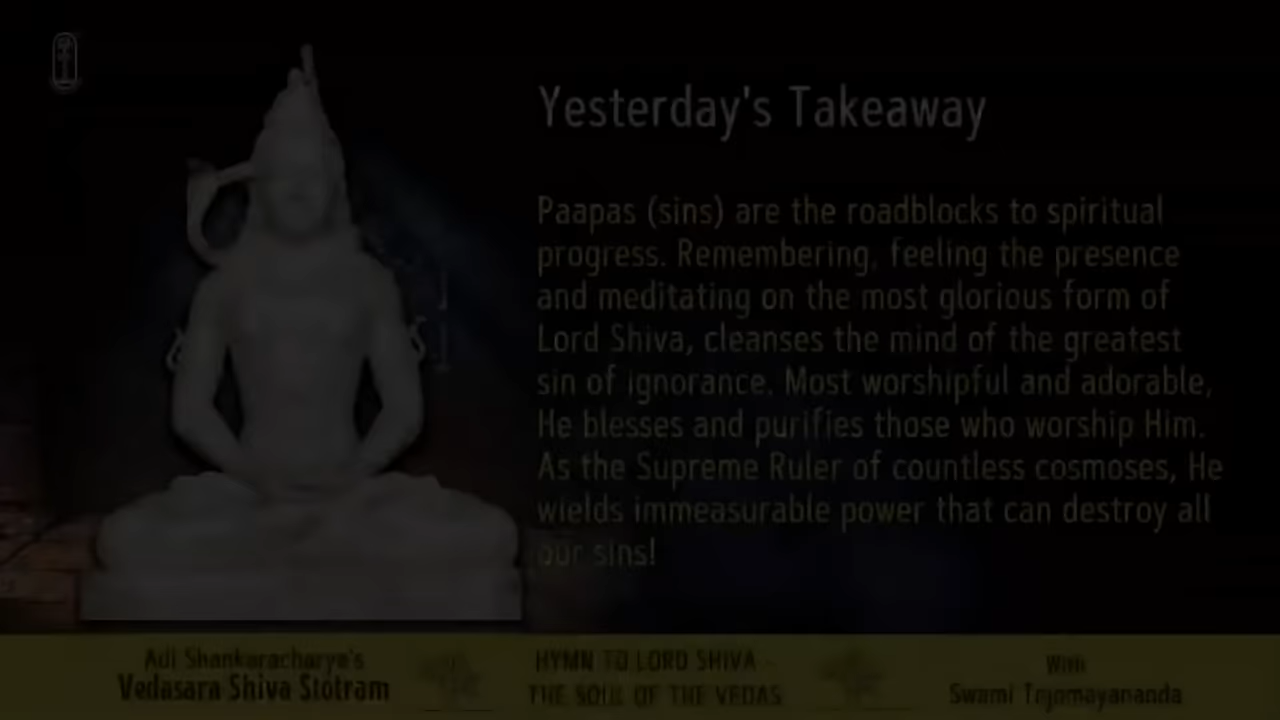 Yesterday's Takeaway
Paapas (sins) are the roadblocks to spiritual
progress. Remembering, feeling the presence
and meditating on the most glorious form of
Lord Shiva, cleanses the mind of the greatest
sin of ignorance. Most worshipful and adorable,
He blesses and purifies those who worship Him.
As the Supreme Ruler of countless cosmoses, He
wields immeasurable power that can destroy all
our sins!
Adi Shankaracharya's
Vedasara Shiva Stotram
HYMN TO LORD SHIVA -
THE SOUL OF THE VEDAS
With
Swami